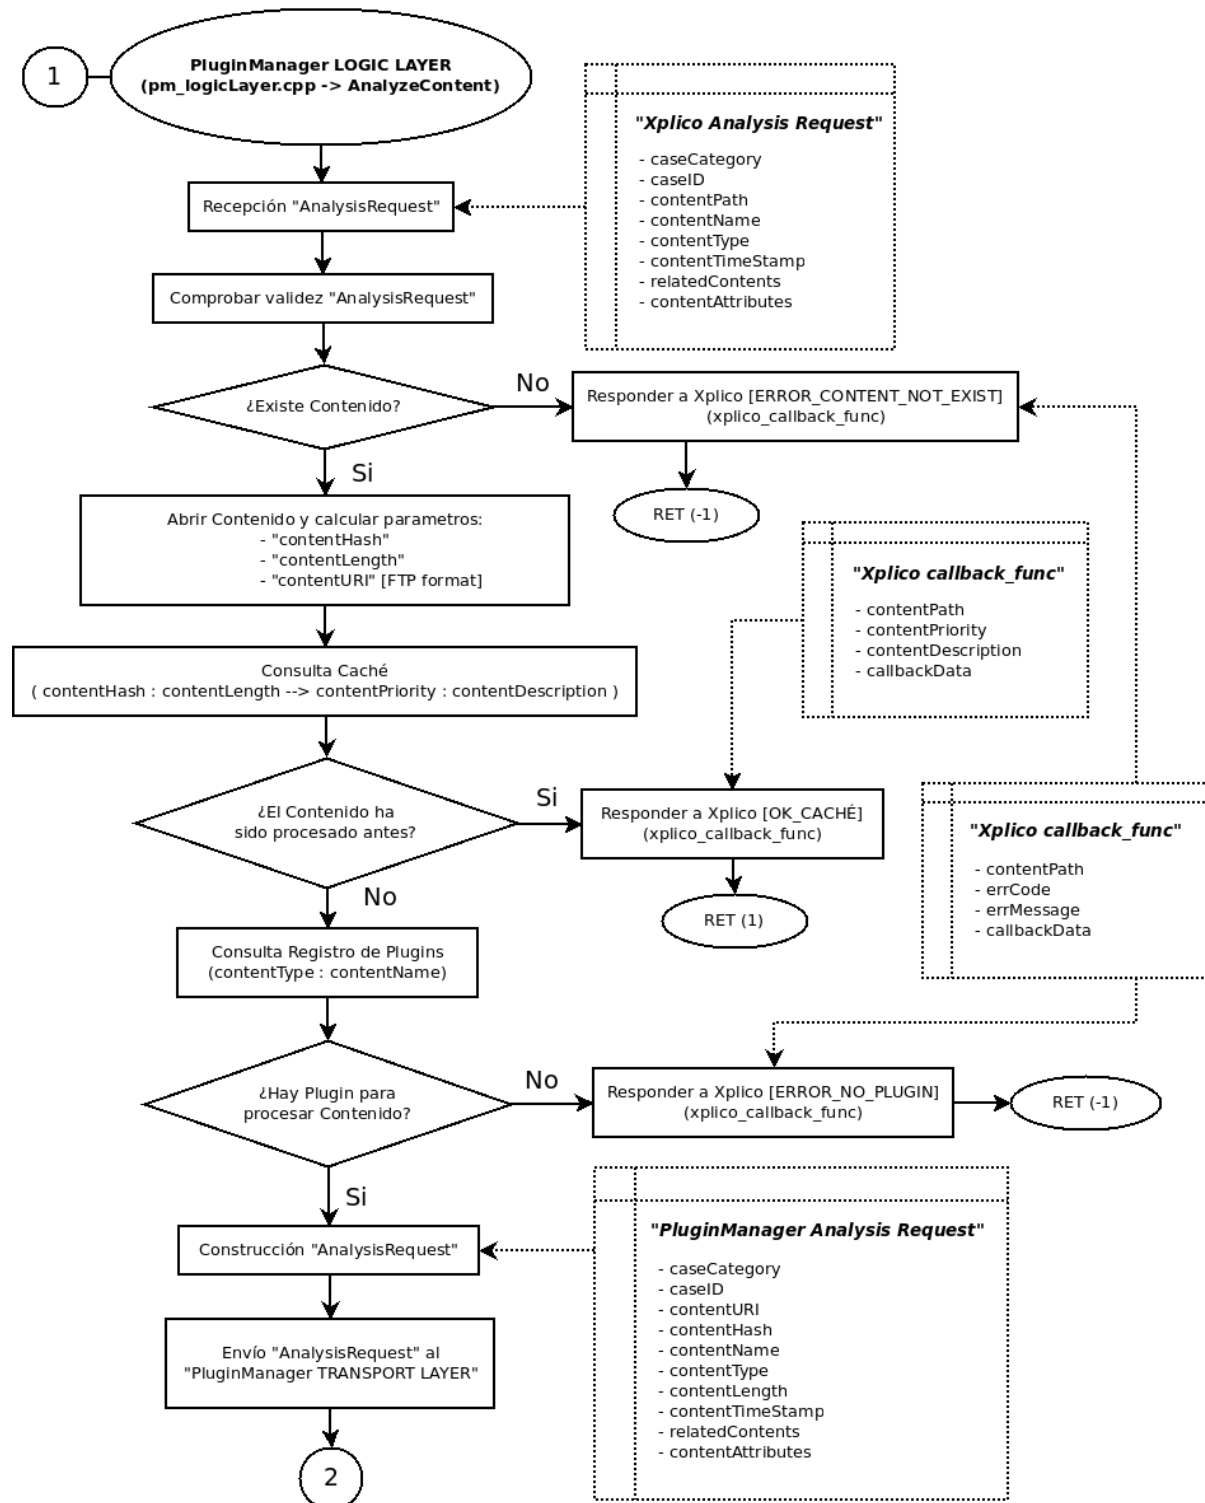 1
PluginManager LOGIC LAYER
(pm_logicLayer.cpp -> AnalyzeContent)
"Xplico Analysis Request"
- caseCategory
- caseID
- contentPath
- contentName
- contentType
- contentTimeStamp
- relatedContents
- contentAttributes
Recepción "AnalysisRequest"
Comprobar validez "AnalysisRequest"
¿Existe Contenido?
No
Responder a Xplico [ERROR_CONTENT_NOT_EXIST]
(xplico_callback_func)
RET (-1)
Si
Abrir Contenido y calcular parametros:
- "contentHash"
- "contentLength"
- "contentURI" [FTP format]
"Xplico callback_func"
- contentPath
- contentPriority
- contentDescription
- callbackData
Consulta Caché
( contentHash : contentLength --> contentPriority : contentDescription )
¿El Contenido ha
sido procesado antes?
Si
Responder a Xplico [OK_CACHÉ]
(xplico_callback_func)
RET (1)
"Xplico callback_func"
- contentPath
- errCode
- errMessage
- callbackData
No
Consulta Registro de Plugins
(contentType : contentName)
¿Hay Plugin para
procesar Contenido?
No
Responder a Xplico [ERROR_NO_PLUGIN]
(xplico_callback_func)
RET (-1)
Si
Construcción "AnalysisRequest"
"PluginManager Analysis Request"
- caseCategory
- caseID
- contentURI
- contentHash
- contentName
- contentType
- contentLength
- contentTimeStamp
- relatedContents
- contentAttributes
Envío "AnalysisRequest" al
"PluginManager TRANSPORT LAYER"
2